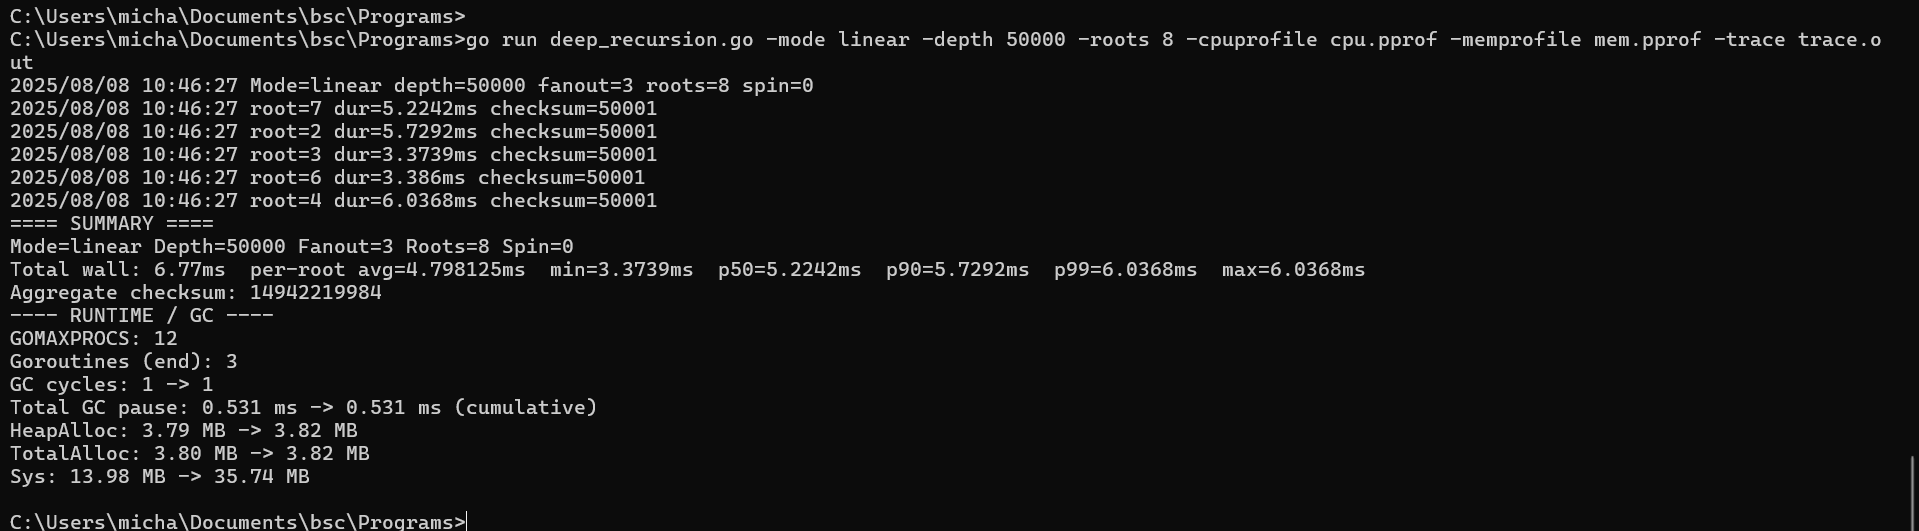 C:\Users\micha\Documents\bsc\Programs>
C:\Users\micha\Documents\bsc\Programs>go run deep_recursion.go -mode linear -depth 50000 -roots 8 -cpuprofile cpu.pprof -memprofile mem.pprof -trace trace.o
ut
2025/08/08 10:46:27 Mode=linear depth=50000 fanout=3 roots=8 spin=0
2025/08/08 10:46:27 root=7 dur=5.2242ms checksum=50001
2025/08/08 10:46:27 root=2 dur=5.7292ms checksum=50001
2025/08/08 10:46:27 root=3 dur=3.3739ms checksum=50001
2025/08/08 10:46:27 root=6 dur=3.386ms checksum=50001
2025/08/08 10:46:27 root=4 dur=6.0368ms checksum=50001
==== SUMMARY ====
Mode=linear Depth=50000 Fanout=3 Roots=8 Spin=0
Total wall: 6.77ms  per-root avg=4.798125ms  min=3.3739ms  p50=5.2242ms  p90=5.7292ms  p99=6.0368ms  max=6.0368ms
Aggregate checksum: 14942219984
---- RUNTIME / GC ----
GOMAXPROCS: 12
Goroutines (end): 3
GC cycles: 1 -> 1
Total GC pause: 0.531 ms -> 0.531 ms (cumulative)
HeapAlloc: 3.79 MB -> 3.82 MB
TotalAlloc: 3.80 MB -> 3.82 MB
Sys: 13.98 MB -> 35.74 MB
C:\Users\micha\Documents\bsc\Programs>